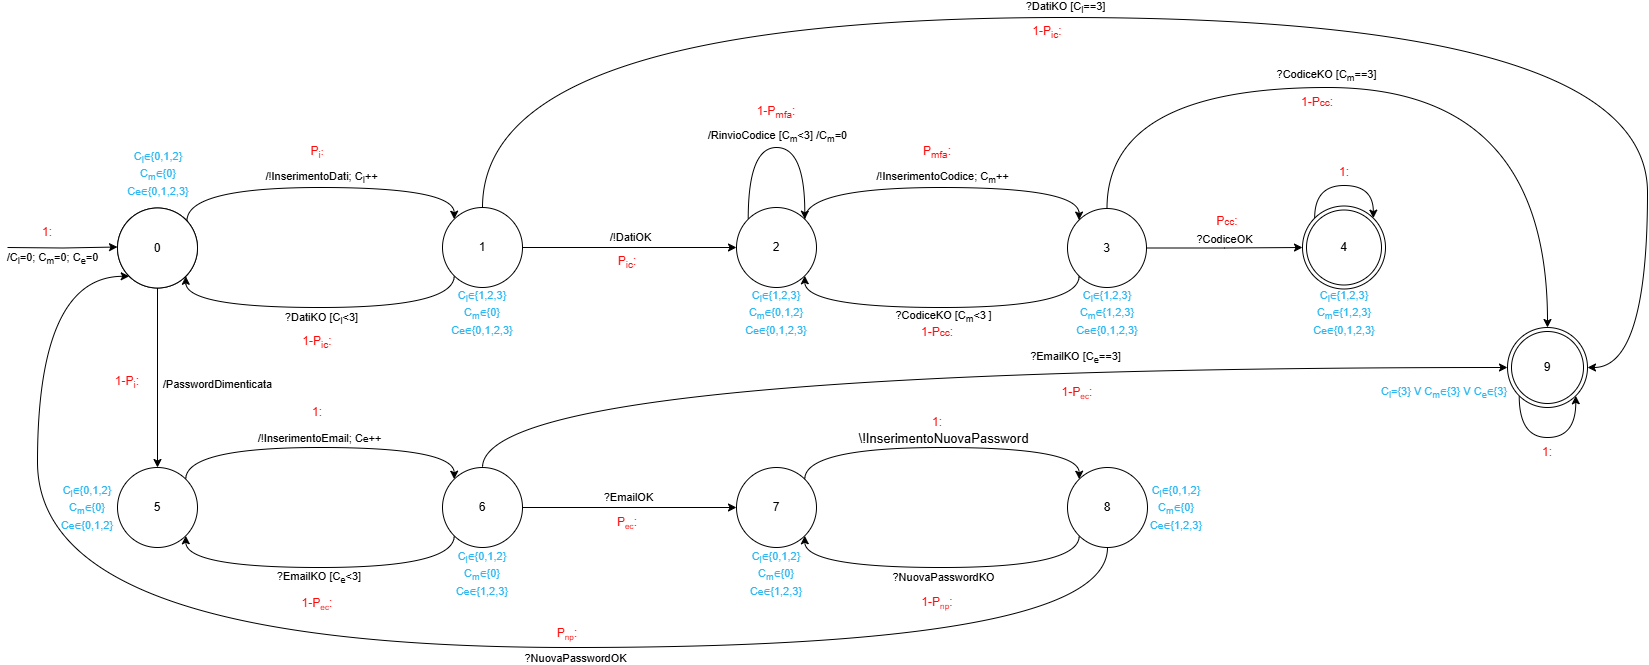 ?DatiKO [Cl==3]
1-Pic:
?CodiceKO [Cm==3]
1-Pcc:
1-Pmfa:
/RinvioCodice [Cm<3] /Cm=0
Pi:
/!InserimentoDati; Cl++
Pmfa:
/!InserimentoCodice; Cm++
Cl∈{0,1,2}
Cm∈{0}
Ce∈{0,1,2,3}
1:
1:
/Cl=0; Cm=0; Ce=0
0
1
/!DatiOK
Pic:
2
3
Pcc:
?CodiceOK
4
?DatiKO [Cl<3]
1-Pic:
Cl∈{1,2,3}
Cm∈{0}
Ce∈{0,1,2,3}
Cl∈{1,2,3}
Cm∈{0,1,2}
Ce∈{0,1,2,3}
?CodiceKO [Cm<3 ]
1-Pcc:
Cl∈{1,2,3}
Cm∈{1,2,3}
Ce∈{0,1,2,3}
Cl∈{1,2,3}
Cm∈{1,2,3}
Ce∈{0,1,2,3}
1-Pi:
/PasswordDimenticata
?EmailKO [Ce==3]
1-Pec:
9
Cl={3} V Cm∈{3} V Ce∈{3}
1:
1:
/!InserimentoEmail; Ce++
1:
\!InserimentoNuovaPassword
Cl∈{0,1,2}
Cm∈{0}
Ce∈{0,1,2}
5
6
?EmailOK
Pec:
7
8
Cl∈{0,1,2}
Cm∈{0}
Ce∈{1,2,3}
?EmailKO [Ce<3]
1-Pec:
Cl∈{0,1,2}
Cm∈{0}
Ce∈{1,2,3}
Cl∈{0,1,2}
Cm∈{0}
Ce∈{1,2,3}
?NuovaPasswordKO
1-Pnp:
Pnp:
?NuovaPasswordOK